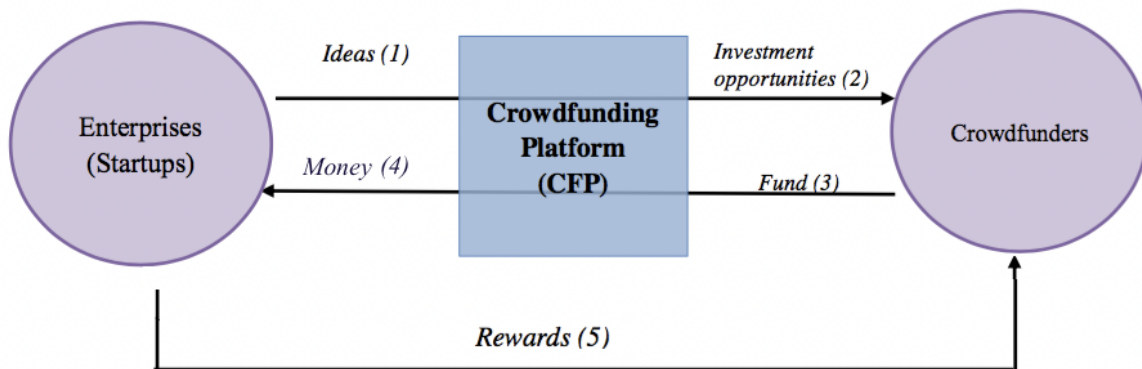 Ideas (1)
Investment
opportunities (2)
Enterprises
(Startups)
Crowdfunding
Platform
(CFP)
Crowdfunders
Money (4)
Fund (3)
Rewards (5)